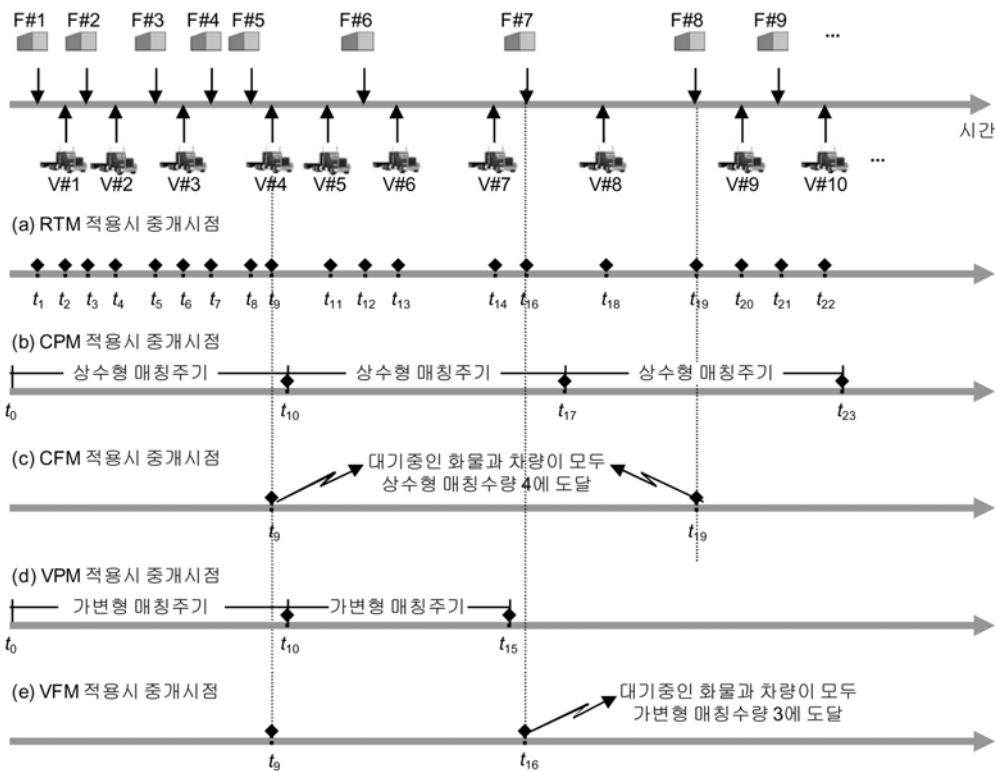 F#1 F#2 F#3 F#4 F#5 F#6 F#7 F#8 F#9 ...
시간
V#1 V#2 V#3 V#4 V#5 V#6 V#7 V#8 V#9 V#10 ...
(a) RTM 적용시 중개시점
t1 t2 t3 t4 t5 t6 t7 t8 t9 t11 t12 t13 t14 t16 t18 t19 t20 t21 t22
(b) CPM 적용시 중개시점
상수형 매칭주기 상수형 매칭주기 상수형 매칭주기
t0 t10 t17 t23
(c) CFM 적용시 중개시점
대기중인 화물과 차량이 모두
상수형 매칭수량 4에 도달
t9 t19
(d) VPM 적용시 중개시점
가변형 매칭주기 가변형 매칭주기
t0 t10 t15
(e) VFM 적용시 중개시점
대기중인 화물과 차량이 모두
가변형 매칭수량 3에 도달
t9 t16